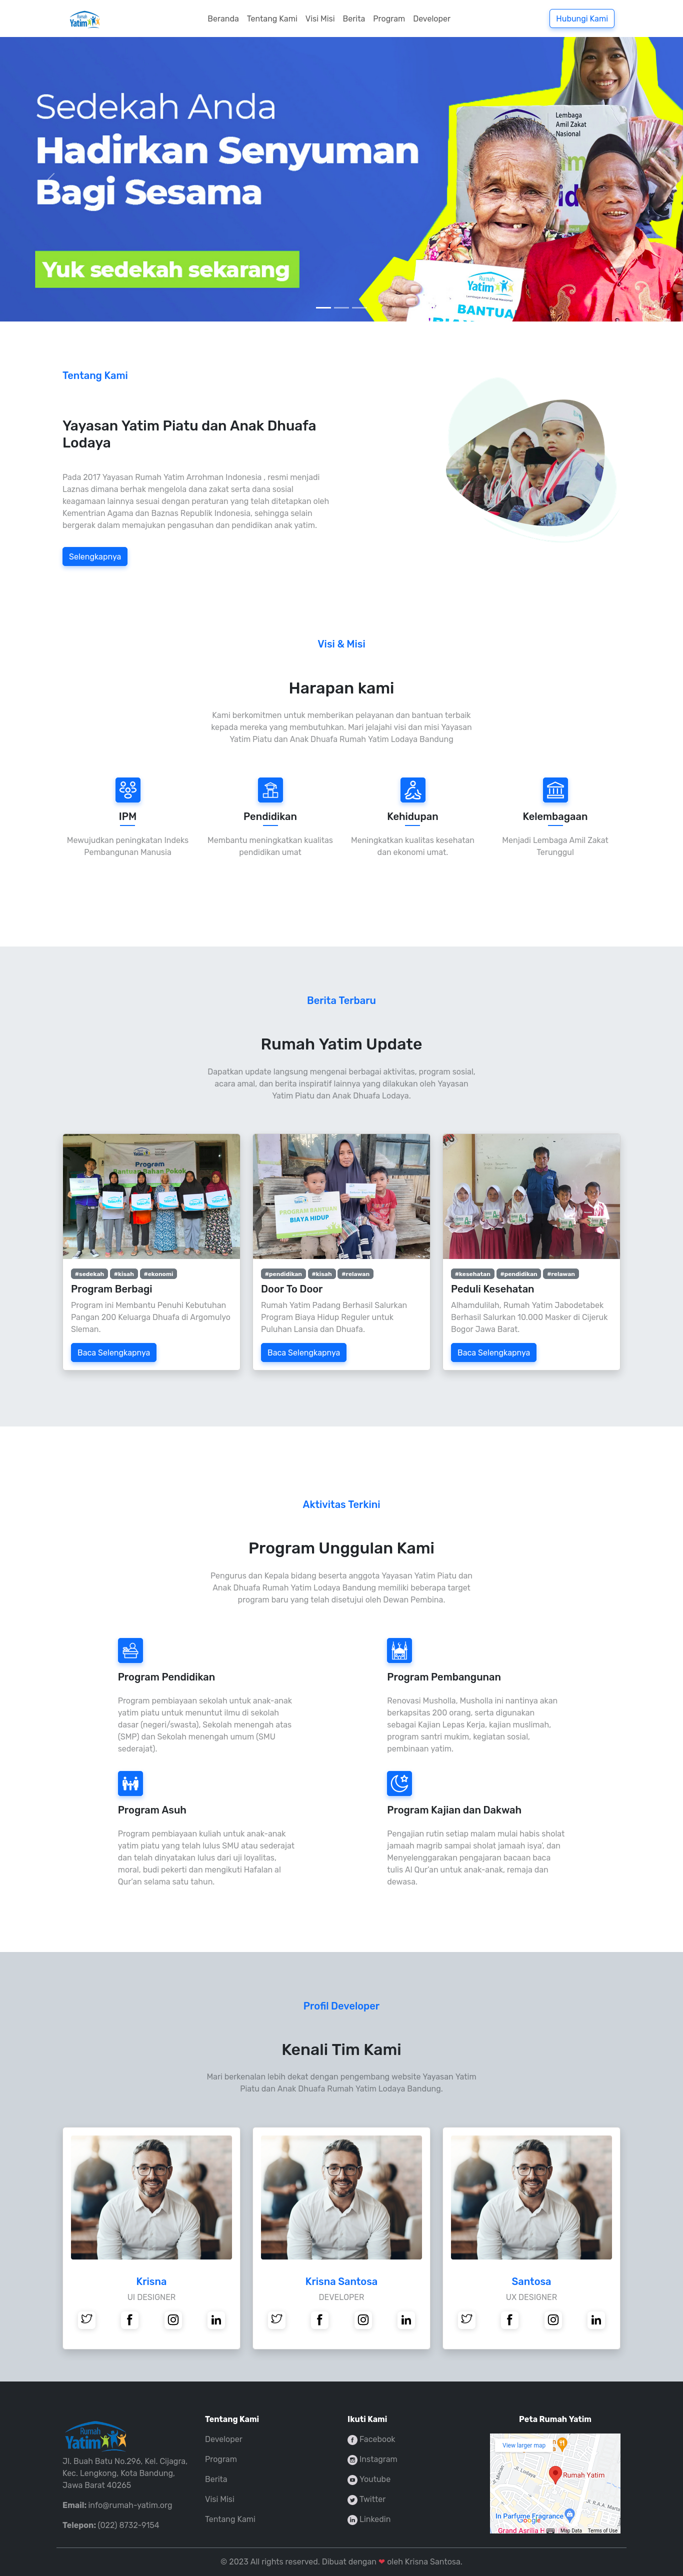 Rumah
Yatim
Beranda Tentang Kami Visi Misi Berita Program Developer
Hubungi Kami
Sedekah Anda
Hadirkan Senyuman
Bagi Sesama
Yuk sedekah sekarang
Lembaga
Amil Zakat
Nasional
Rumah
Yatim
BANTUAN
Tentang Kami
Yayasan Yatim Piatu dan Anak Dhuafa
Lodaya
Pada 2017 Yayasan Rumah Yatim Arrohman Indonesia , resmi menjadi
Laznas dimana berhak mengelola dana zakat serta dana sosial
keagamaan lainnya sesuai dengan peraturan yang telah ditetapkan oleh
Kementrian Agama dan Baznas Republik Indonesia, sehingga selain
bergerak dalam memajukan pengasuhan dan pendidikan anak yatim.
Selengkapnya
Visi & Misi
Harapan kami
Kami berkomitmen untuk memberikan pelayanan dan bantuan terbaik
kepada mereka yang membutuhkan. Mari jelajahi visi dan misi Yayasan
Yatim Piatu dan Anak Dhuafa Rumah Yatim Lodaya Bandung
IPM
Mewujudkan peningkatan Indeks
Pembangunan Manusia
Pendidikan
Membantu meningkatkan kualitas
pendidikan umat
Kehidupan
Meningkatkan kualitas kesehatan
dan ekonomi umat.
Kelembagaan
Menjadi Lembaga Amil Zakat
Terunggul
Berita Terbaru
Rumah Yatim Update
Dapatkan update langsung mengenai berbagai aktivitas, program sosial,
acara amal, dan berita inspiratif lainnya yang dilakukan oleh Yayasan
Yatim Piatu dan Anak Dhuafa Lodaya.
Program
Bantuan Bahan Pokok
#sedekah #kisah #ekonomi
Program Berbagi
Program ini Membantu Penuhi Kebutuhan
Pangan 200 Keluarga Dhuafa di Argomulyo
Sleman.
Baca Selengkapnya
PROGRAM BANTUAN
BIAYA HIDUP
#pendidikan #kisah #relawan
Door To Door
Rumah Yatim Padang Berhasil Salurkan
Program Biaya Hidup Reguler untuk
Puluhan Lansia dan Dhuafa.
Baca Selengkapnya
#kesehatan #pendidikan #relawan
Peduli Kesehatan
Alhamdulilah, Rumah Yatim Jabodetabek
Berhasil Salurkan 10.000 Masker di Cijeruk
Bogor Jawa Barat.
Baca Selengkapnya
Aktivitas Terkini
Program Unggulan Kami
Pengurus dan Kepala bidang beserta anggota Yayasan Yatim Piatu dan
Anak Dhuafa Rumah Yatim Lodaya Bandung memiliki beberapa target
program baru yang telah disetujui oleh Dewan Pembina.
Program Pendidikan
Program pembiayaan sekolah untuk anak-anak
yatim piatu untuk menuntut ilmu di sekolah
dasar (negeri/swasta), Sekolah menengah atas
(SMP) dan Sekolah menengah umum (SMU
sederajat).
Program Pembangunan
Renovasi Musholla, Musholla ini nantinya akan
berkapsitas 200 orang, serta digunakan
sebagai Kajian Lepas Kerja, kajian muslimah,
program santri mukim, kegiatan sosial,
pembinaan yatim.
Program Asuh
Program pembiayaan kuliah untuk anak-anak
yatim piatu yang telah lulus SMU atau sederajat
dan telah dinyatakan lulus dari uji loyalitas,
moral, budi pekerti dan mengikuti Hafalan al
Qur'an selama satu tahun.
Program Kajian dan Dakwah
Pengajian rutin setiap malam mulai habis sholat
jamaah magrib sampai sholat jamaah isya', dan
Menyelenggarakan pengajaran bacaan baca
tulis Al Qur'an untuk anak-anak, remaja dan
dewasa.
Profil Developer
Kenali Tim Kami
Mari berkenalan lebih dekat dengan pengembang website Yayasan Yatim
Piatu dan Anak Dhuafa Rumah Yatim Lodaya Bandung.
Krisna
UI DESIGNER
Krisna Santosa
DEVELOPER
Santosa
UX DESIGNER
Rumah
Yatim
Jl. Buah Batu No.296, Kel. Cijagra,
Kec. Lengkong, Kota Bandung,
Jawa Barat 40265
Email: info@rumah-yatim.org
Telepon: (022) 8732-9154
Tentang Kami
Developer
Program
Berita
Visi Misi
Tentang Kami
Ikuti Kami
Facebook
Instagram
Youtube
Twitter
Linkedin
Peta Rumah Yatim
View larger map
Jl. Lodaya
Rumah Yatim
In Parfume Fragrance
Google
Grand Asrilia H
Map Data Terms of Use
© 2023 All rights reserved. Dibuat dengan ❤ oleh Krisna Santosa.